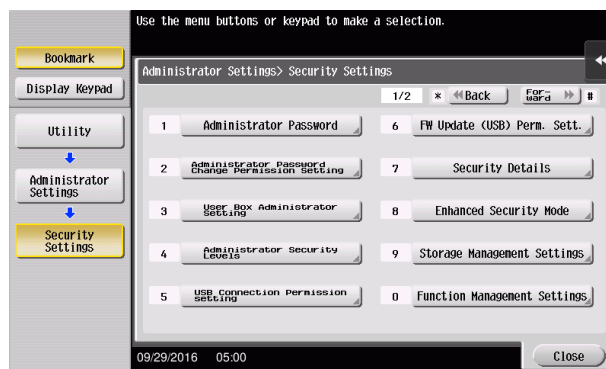 Use the menu buttons or keypad to make a selection.
Bookmark
Display Keypad
Utility
Administrator
Settings
Security
Settings
Administrator Settings> Security Settings
1/2 * Back For-
ward #
1 Administrator Password
2 Administrator Password
Change Permission Setting
3 User Box Administrator
Setting
4 Administrator Security
Levels
5 USB Connection Permission
setting
6 FW Update (USB) Perm. Sett.
7 Security Details
8 Enhanced Security Mode
9 Storage Management Settings
0 Function Management Settings
09/29/2016 05:00
Close